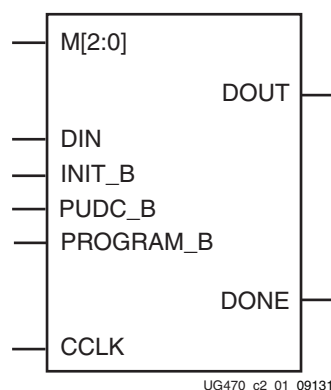 M[2:0]
DOUT
DIN
INIT_B
PUDC_B
PROGRAM_B
DONE
CCLK
UG470_c2_01_09131